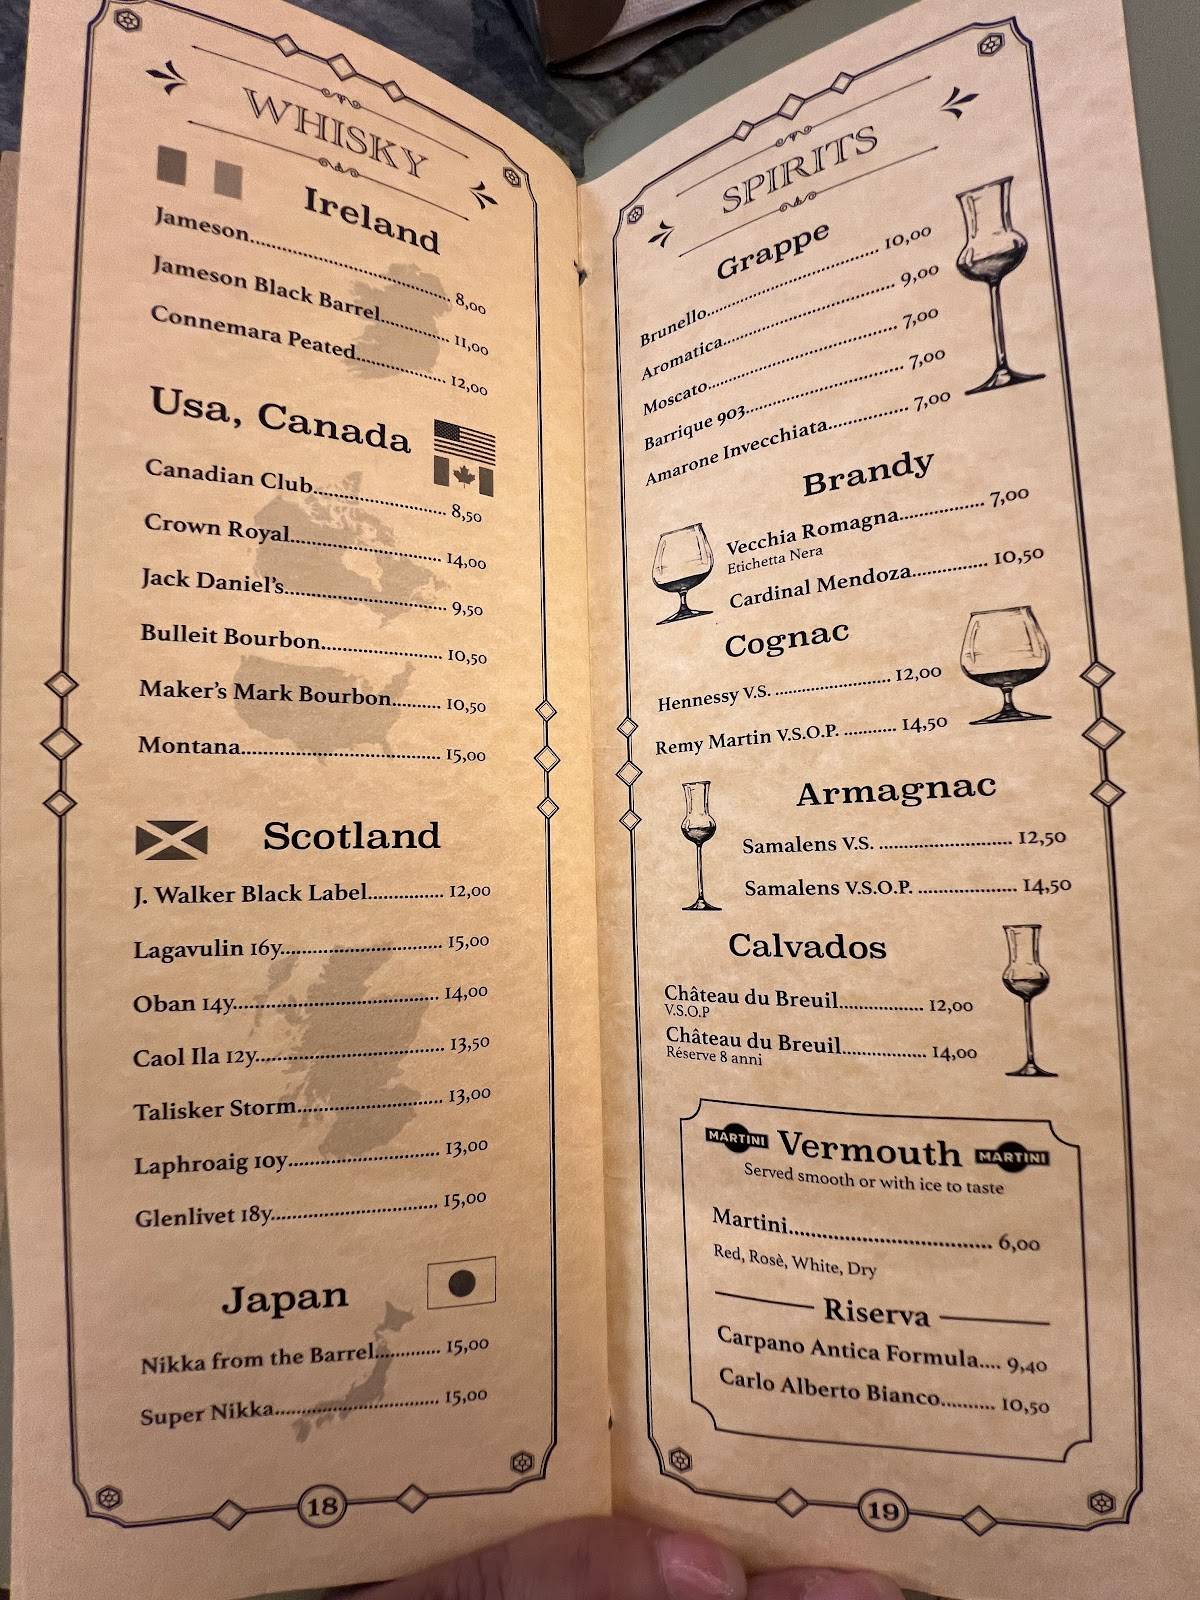 WHISKY
Ireland
Jameson........................................ 8,00
Jameson Black Barrel............ 11,00
Connemara Peated................ 12,00
Usa, Canada
Canadian Club........................ 8,50
Crown Royal........................... 14,00
Jack Daniel's............................ 9,50
Bulleit Bourbon..................... 10,50
Maker's Mark Bourbon.......... 10,50
Montana................................... 15,00
Scotland
J. Walker Black Label............... 12,00
Lagavulin 16y............................ 15,00
Oban 14y..................................... 14,00
Caol Ila 12y................................. 13,50
Talisker Storm.......................... 13,00
Laphroaig 10y........................... 13,00
Glenlivet 18y.............................. 15,00
Japan
Nikka from the Barrel............. 15,00
Super Nikka.............................. 15,00
18
SPIRITS
Grappe
Brunello............................... 10,00
Aromatica............................... 9,00
Moscato.................................. 7,00
Barrique 903............................ 7,00
Amarone Invecchiata............... 7,00
Brandy
Vecchia Romagna................ 7,00
Etichetta Nera
Cardinal Mendoza.............. 10,50
Cognac
Hennessy V.S. ........................ 12,00
Remy Martin V.S.O.P. ........... 14,50
Armagnac
Samalens V.S. ........................... 12,50
Samalens V.S.O.P. .................... 14,50
Calvados
Château du Breuil................. 12,00
V.S.O.P
Château du Breuil................. 14,00
Réserve 8 anni
MARTINI Vermouth MARTINI
Served smooth or with ice to taste
Martini..................................... 6,00
Red, Rosè, White, Dry
Riserva
Carpano Antica Formula.... 9,40
Carlo Alberto Bianco.......... 10,50
19